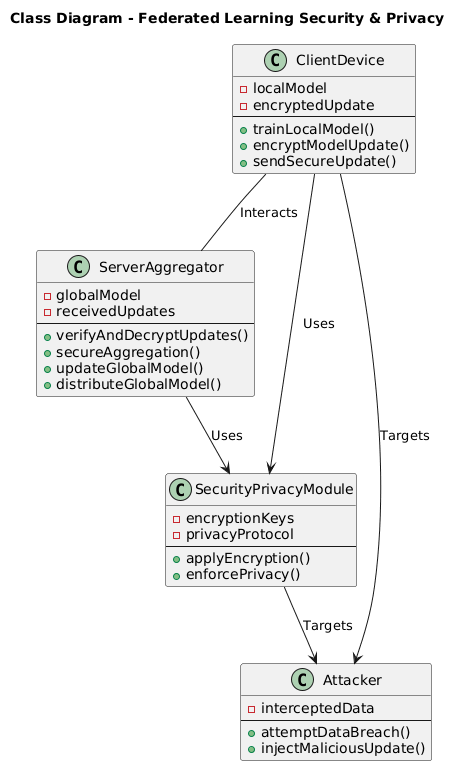 Class Diagram - Federated Learning Security & Privacy
C ClientDevice
localModel
encryptedUpdate
trainLocalModel()
encryptModelUpdate()
sendSecureUpdate()
Interacts
C ServerAggregator
globalModel
receivedUpdates
verifyAndDecryptUpdates()
secureAggregation()
updateGlobalModel()
distributeGlobalModel()
Uses
Uses
Targets
C SecurityPrivacyModule
encryptionKeys
privacyProtocol
applyEncryption()
enforcePrivacy()
Targets
C Attacker
interceptedData
attemptDataBreach()
injectMaliciousUpdate()